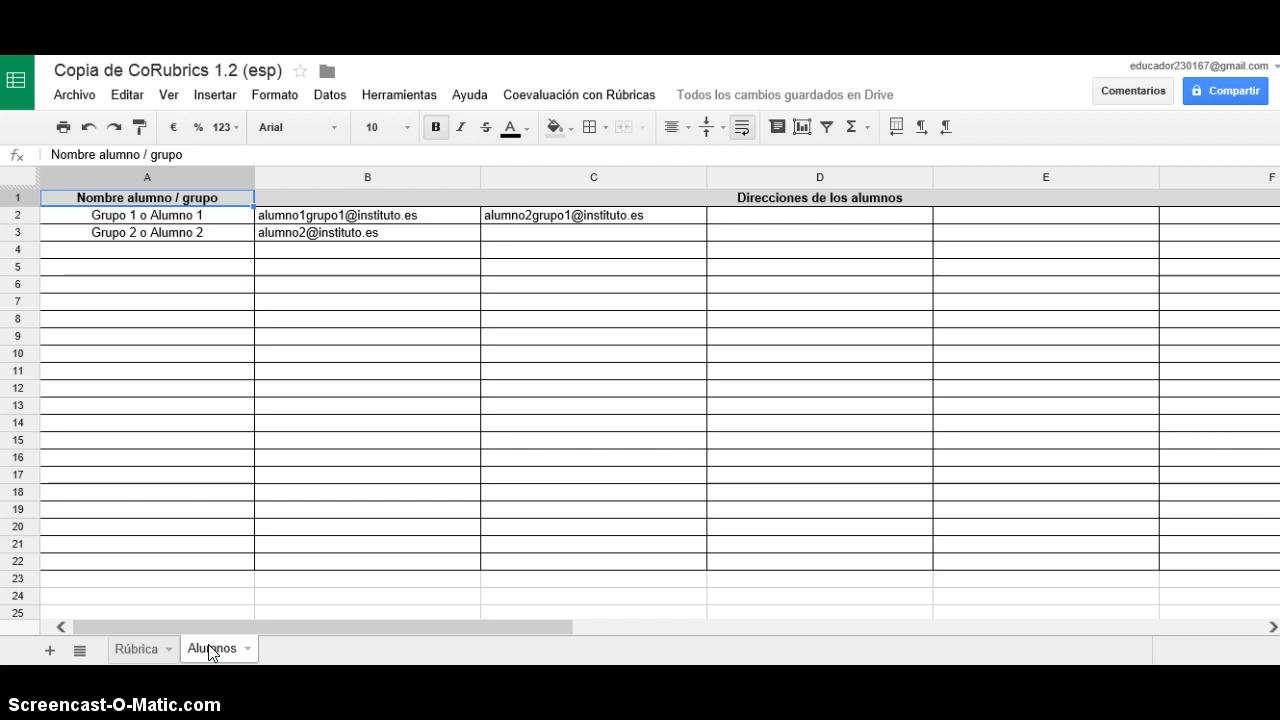 Copia de CoRubrics 1.2 (esp)
educador230167@gmail.com
Archivo Editar Ver Insertar Formato Datos Herramientas Ayuda Coevaluación con Rúbricas Todos los cambios guardados en Drive
Comentarios Compartir
€ % 123 Arial 10 B I S A Σ
fx Nombre alumno / grupo
A B C D E F
1 Nombre alumno / grupo Direcciones de los alumnos
2 Grupo 1 o Alumno 1 alumno1grupo1@instituto.es alumno2grupo1@instituto.es
3 Grupo 2 o Alumno 2 alumno2@instituto.es
4
5
6
7
8
9
10
11
12
13
14
15
16
17
18
19
20
21
22
23
24
25
Rúbrica Alumnos
Screencast-O-Matic.com